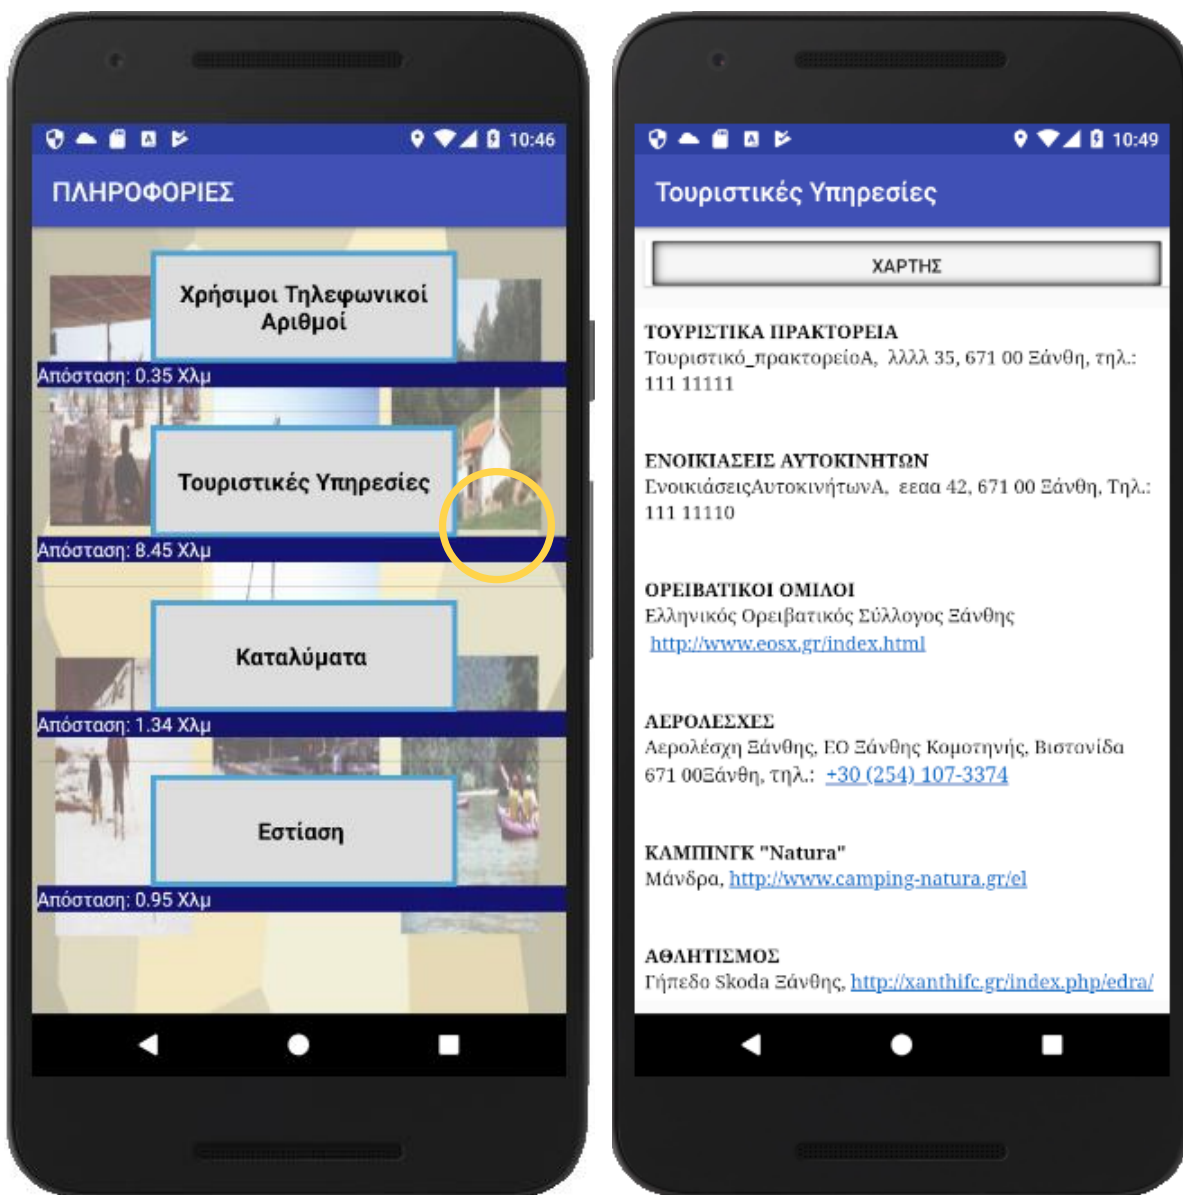 10:46
ΠΛΗΡΟΦΟΡΙΕΣ
Χρήσιμοι Τηλεφωνικοί
Αριθμοί
Απόσταση: 0.35 Χλμ
Τουριστικές Υπηρεσίες
Απόσταση: 8.45 Χλμ
Καταλύματα
Απόσταση: 1.34 Χλμ
Εστίαση
Απόσταση: 0.95 Χλμ
10:49
Τουριστικές Υπηρεσίες
ΧΑΡΤΗΣ
ΤΟΥΡΙΣΤΙΚΑ ΠΡΑΚΤΟΡΕΙΑ
Τουριστικό_πρακτορείοΑ, λλλλ 35, 671 00 Ξάνθη, τηλ.:
111 11111
ΕΝΟΙΚΙΑΣΕΙΣ ΑΥΤΟΚΙΝΗΤΩΝ
ΕνοικιάσειςΑυτοκινήτωνΑ, εεαα 42, 671 00 Ξάνθη, Τηλ.:
111 11110
ΟΡΕΙΒΑΤΙΚΟΙ ΟΜΙΛΟΙ
Ελληνικός Ορειβατικός Σύλλογος Ξάνθης
http://www.eosx.gr/index.html
ΑΕΡΟΛΕΣΧΕΣ
Αερολέσχη Ξάνθης, ΕΟ Ξάνθης Κομοτηνής, Βιστονίδα
671 00Ξάνθη, τηλ.: +30 (254) 107-3374
ΚΑΜΠΙΝΓΚ "Natura"
Μάνδρα, http://www.camping-natura.gr/el
ΑΘΛΗΤΙΣΜΟΣ
Γήπεδο Skoda Ξάνθης, http://xanthifc.gr/index.php/edra/